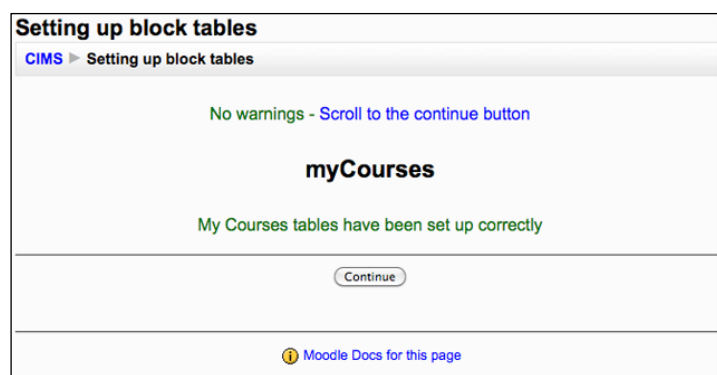 Setting up block tables
CIMS ► Setting up block tables
No warnings - Scroll to the continue button
myCourses
My Courses tables have been set up correctly
Continue
Moodle Docs for this page